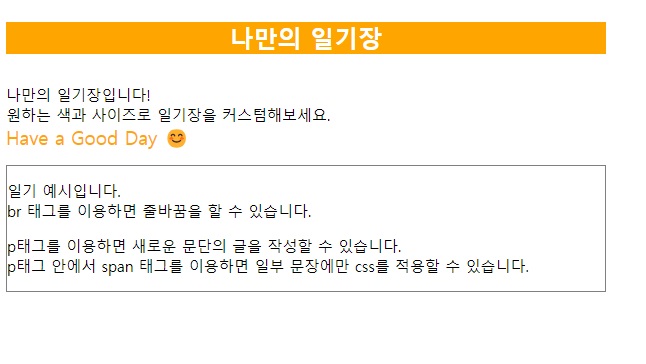 나만의 일기장
나만의 일기장입니다!
원하는 색과 사이즈로 일기장을 커스텀해보세요.
Have a Good Day 😊
일기 예시입니다.
br 태그를 이용하면 줄바꿈을 할 수 있습니다.
p태그를 이용하면 새로운 문단의 글을 작성할 수 있습니다.
p태그 안에서 span 태그를 이용하면 일부 문장에만 css를 적용할 수 있습니다.